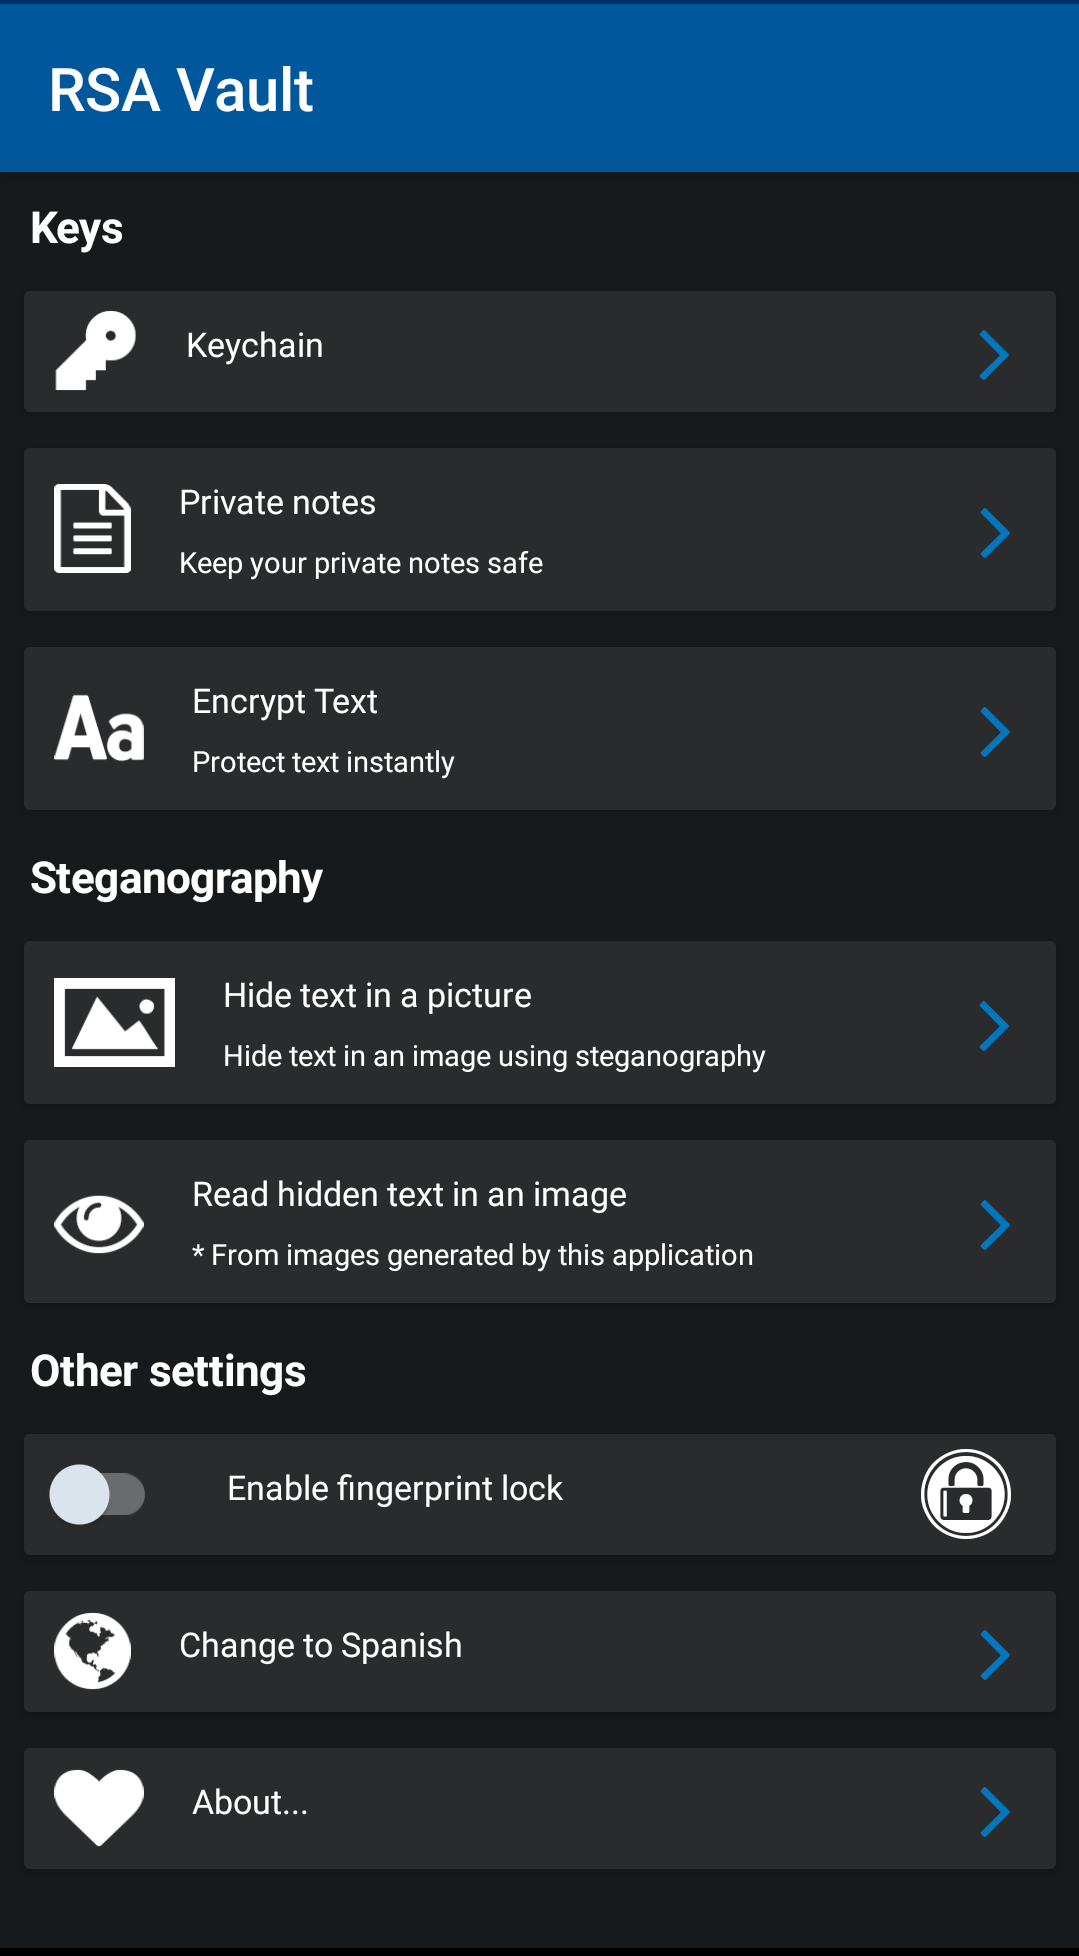 RSA Vault
Keys
Keychain
Private notes
Keep your private notes safe
Aa
Encrypt Text
Protect text instantly
Steganography
Hide text in a picture
Hide text in an image using steganography
Read hidden text in an image
* From images generated by this application
Other settings
Enable fingerprint lock
Change to Spanish
About...